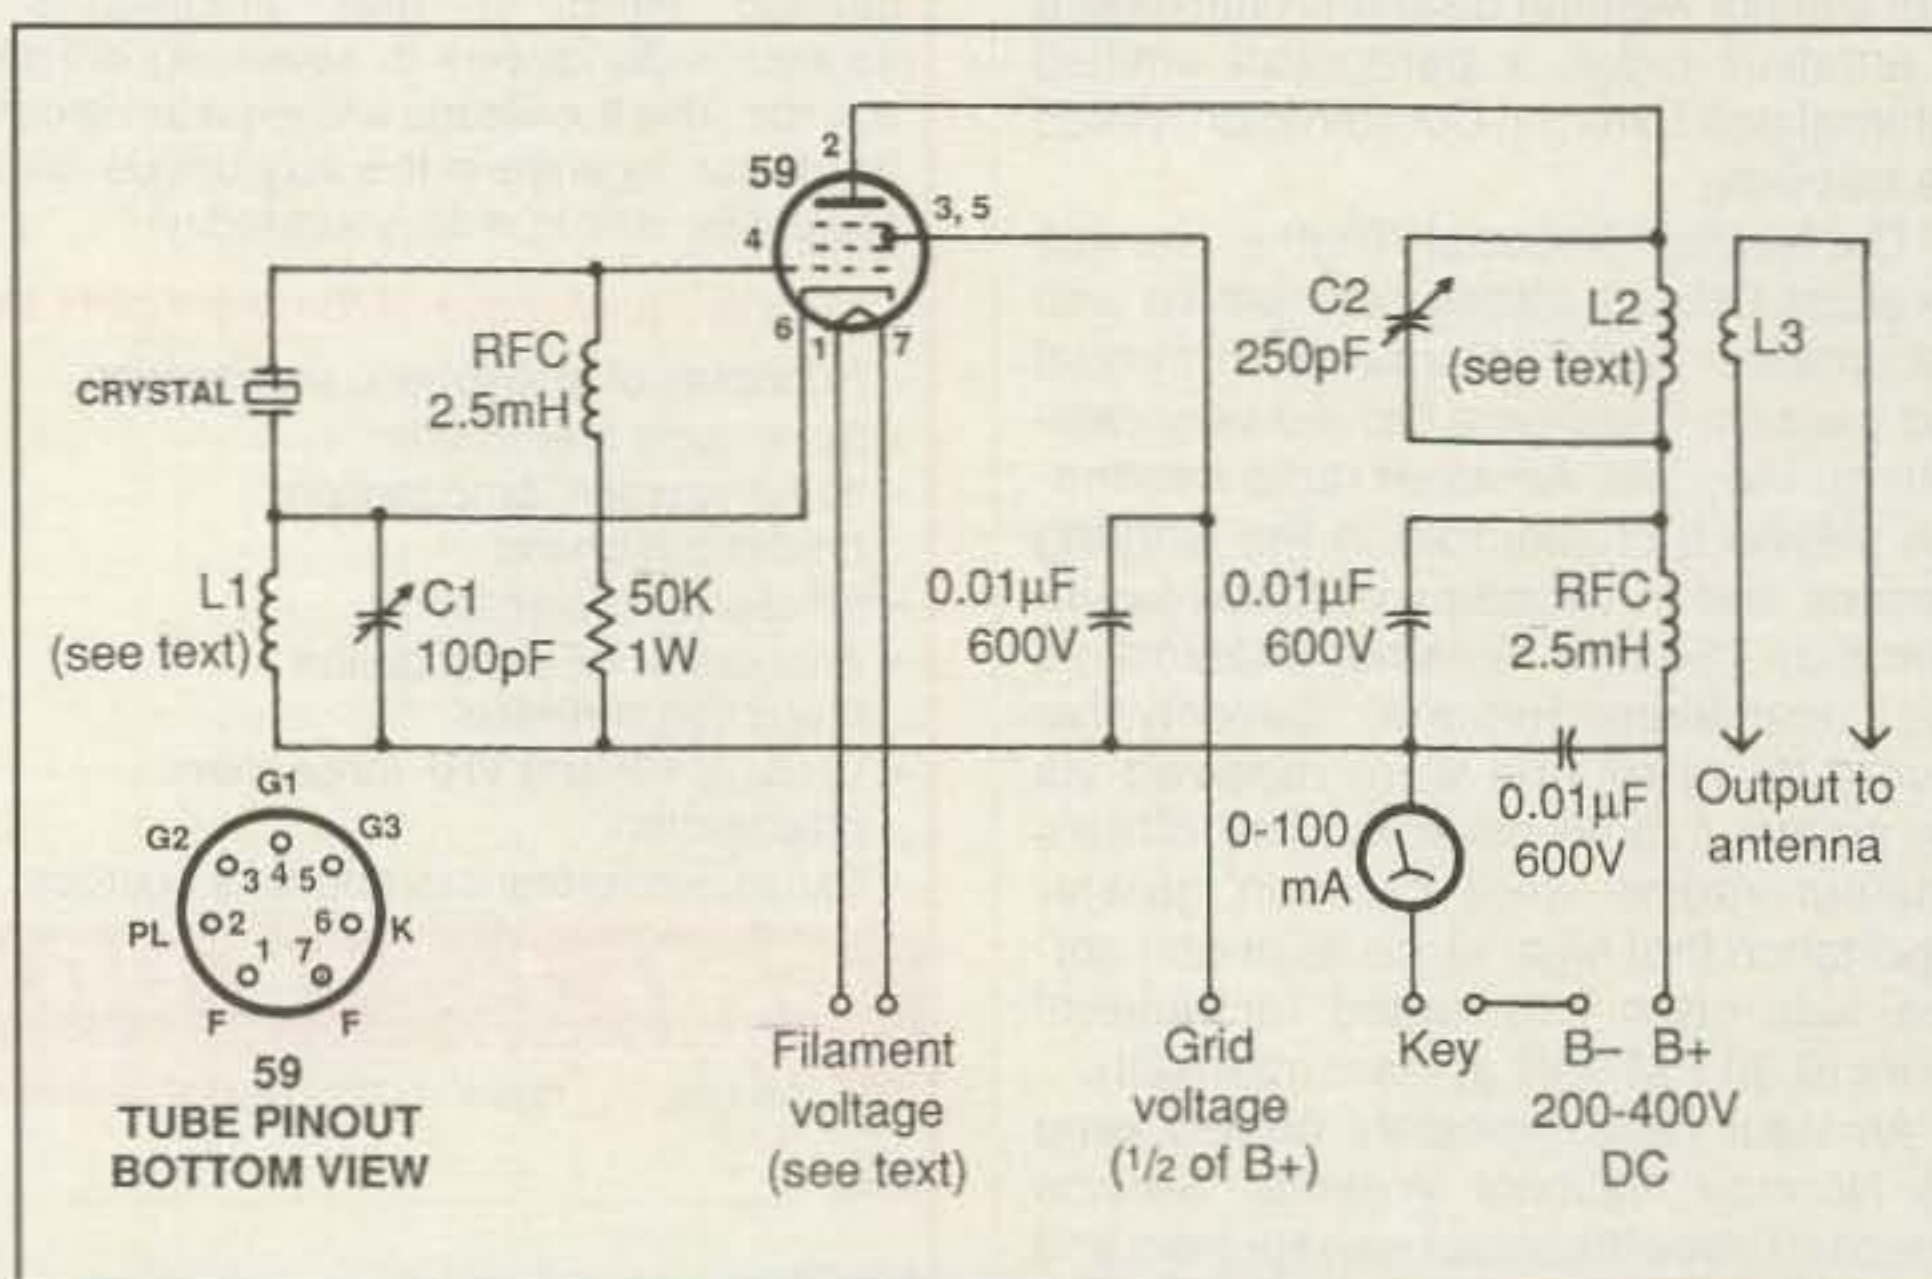 2
59
3, 5
4
6
1
7
CRYSTAL
RFC
2.5mH
C2
250pF
L2
(see text)
L3
L1
(see text)
C1
100pF
50K
1W
0.01µF
600V
0.01µF
600V
RFC
2.5mH
0-100
mA
0.01µF
600V
Output to
antenna
G1
G2
G3
3 4 5
PL
2
6
K
1
7
F
F
59
TUBE PINOUT
BOTTOM VIEW
Filament
voltage
(see text)
Grid
voltage
(1/2 of B+)
Key
B–
B+
200-400V
DC